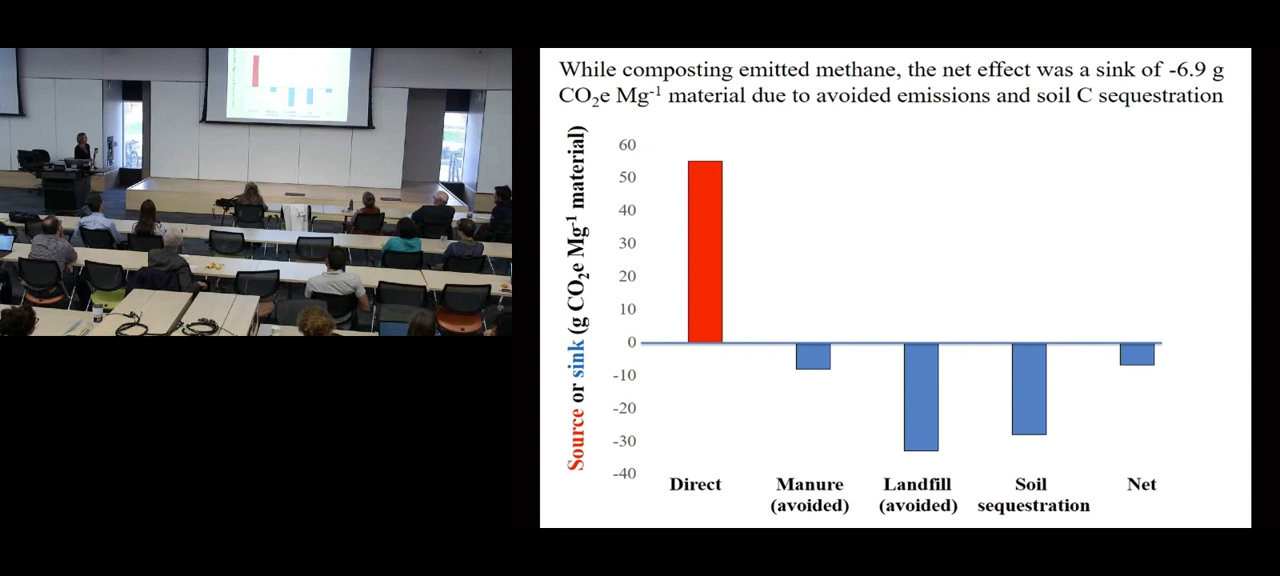 While composting emitted methane, the net effect was a sink of -6.9 g
CO₂e Mg⁻¹ material due to avoided emissions and soil C sequestration
Source or sink (g CO₂e Mg⁻¹ material)
60
50
40
30
20
10
0
-10
-20
-30
-40
Direct Manure Landfill Soil Net
(avoided) (avoided) sequestration